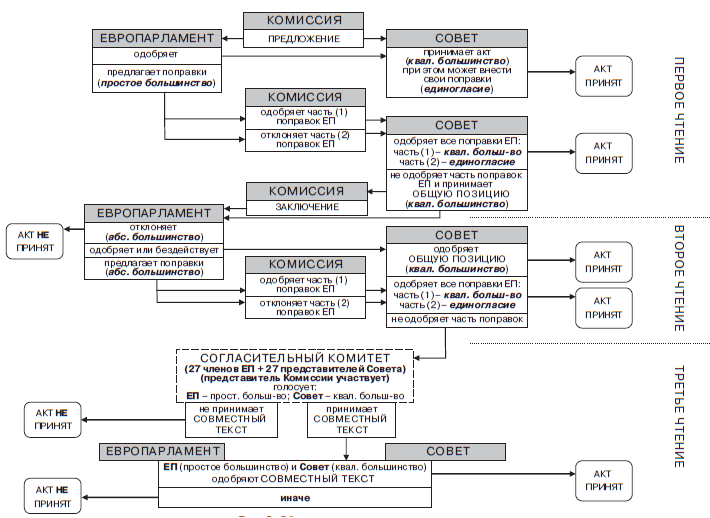 КОМИССИЯ
ПРЕДЛОЖЕНИЕ
ЕВРОПАРЛАМЕНТ
одобряет
предлагает поправки
(простое большинство)
СОВЕТ
принимает акт
(квал. большинство)
при этом может внести
свои поправки
(единогласие)
АКТ
ПРИНЯТ
ПЕРВОЕ ЧТЕНИЕ
КОМИССИЯ
одобряет часть (1)
поправок ЕП
отклоняет часть (2)
поправок ЕП
СОВЕТ
одобряет все поправки ЕП:
часть (1) – квал. больш-во
часть (2) – единогласие
не одобряет часть поправок
ЕП и принимает
ОБЩУЮ ПОЗИЦИЮ
(квал. большинство)
АКТ
ПРИНЯТ
КОМИССИЯ
ЗАКЛЮЧЕНИЕ
ЕВРОПАРЛАМЕНТ
отклоняет
(абс. большинство)
одобряет или бездействует
предлагает поправки
(абс. большинство)
АКТ НЕ
ПРИНЯТ
СОВЕТ
одобряет
ОБЩУЮ ПОЗИЦИЮ
(квал. большинство)
одобряет все поправки ЕП:
часть (1) – квал. больш-во
часть (2) – единогласие
не одобряет часть поправок
АКТ
ПРИНЯТ
АКТ
ПРИНЯТ
ВТОРОЕ ЧТЕНИЕ
КОМИССИЯ
одобряет часть (1)
поправок ЕП
отклоняет часть (2)
поправок ЕП
СОГЛАСИТЕЛЬНЫЙ КОМИТЕТ
(27 членов ЕП + 27 представителей Совета)
(представитель Комиссии участвует)
голосует:
ЕП – прост. больш-во; Совет – квал. больш-во
не принимает
СОВМЕСТНЫЙ
ТЕКСТ
принимает
СОВМЕСТНЫЙ
ТЕКСТ
АКТ НЕ
ПРИНЯТ
ТРЕТЬЕ ЧТЕНИЕ
ЕВРОПАРЛАМЕНТ
СОВЕТ
ЕП (простое большинство) и Совет (квал. большинство)
одобряют СОВМЕСТНЫЙ ТЕКСТ
иначе
АКТ
ПРИНЯТ
АКТ НЕ
ПРИНЯТ